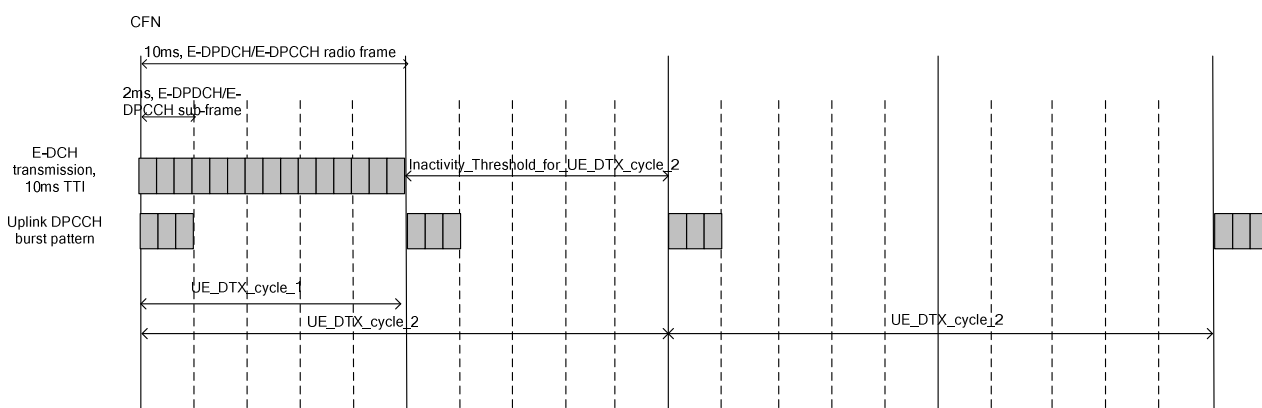 CFN
10ms, E-DPDCH/E-DPCCH radio frame
2ms, E-DPDCH/E-
DPCCH sub-frame
E-DCH
transmission,
10ms TTI
Inactivity_Threshold_for_UE_DTX_cycle_2
Uplink DPCCH
burst pattern
UE_DTX_cycle_1
UE_DTX_cycle_2
UE_DTX_cycle_2